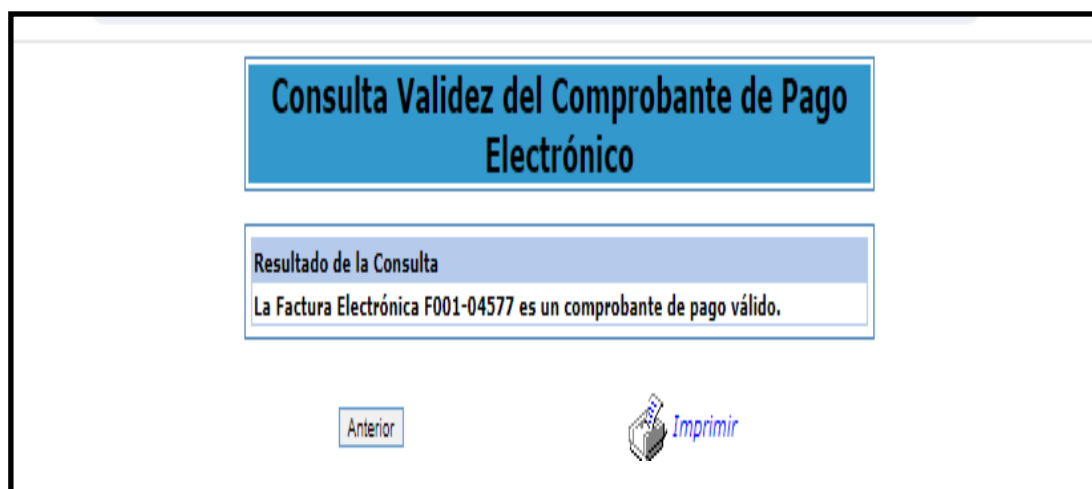 Consulta Validez del Comprobante de Pago
Electrónico
Resultado de la Consulta
La Factura Electrónica F001-04577 es un comprobante de pago válido.
Anterior
Imprimir